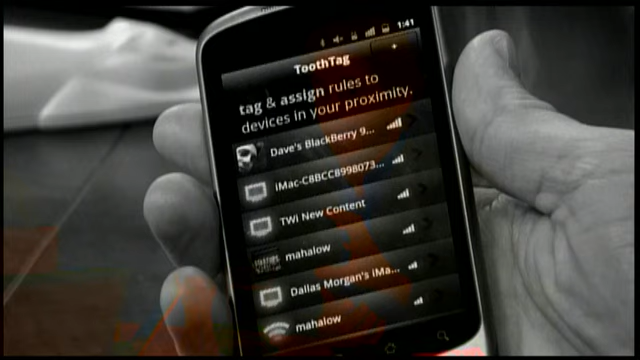 1:41
ToothTag
+
tag & assign rules to
devices in your proximity.
Dave's BlackBerry 9...
iMac-C8BCC8998073...
TWI New Content
mahalow
Dallas Morgan's iMa...
mahalow